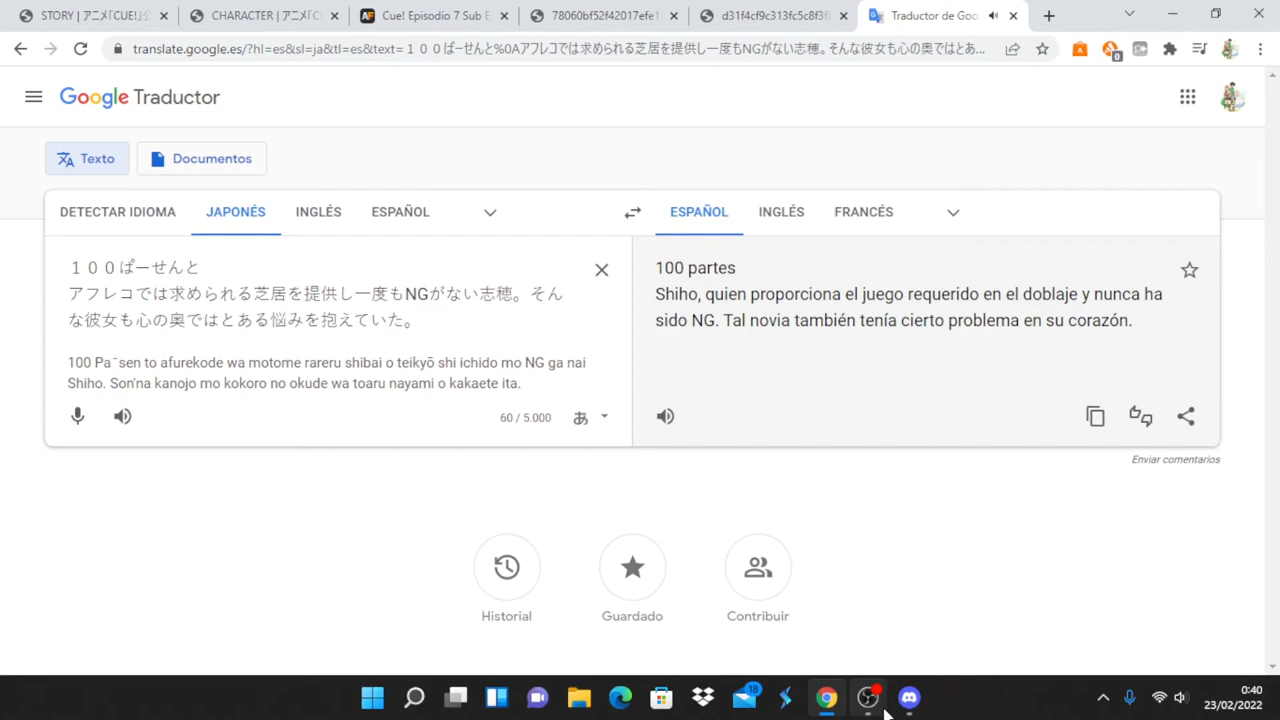 STORY | アニメ「CUE!」公
CHARACTER | アニメ「C
Cue! Episodio 7 Sub E
78060bf52f42017efe1
d31f4cf9c313fc5c8f3f
Traductor de Goo
translate.google.es/?hl=es&sl=ja&tl=es&text=１００ぱーせんと%0Aアフレコでは求められる芝居を提供し一度もNGがない志穂。そんな彼女も心の奥ではとあ...
0
Google Traductor
Texto
Documentos
DETECTAR IDIOMA
JAPONÉS
INGLÉS
ESPAÑOL
ESPAÑOL
INGLÉS
FRANCÉS
１００ぱーせんと
アフレコでは求められる芝居を提供し一度もNGがない志穂。そん
な彼女も心の奥ではとある悩みを抱えていた。
100 Pa¯sen to afurekode wa motome rareru shibai o teikyō shi ichido mo NG ga nai
Shiho. Son'na kanojo mo kokoro no okude wa toaru nayami o kakaete ita.
60 / 5.000
あ
100 partes
Shiho, quien proporciona el juego requerido en el doblaje y nunca ha
sido NG. Tal novia también tenía cierto problema en su corazón.
Enviar comentarios
Historial
Guardado
Contribuir
18
0:40
23/02/2022